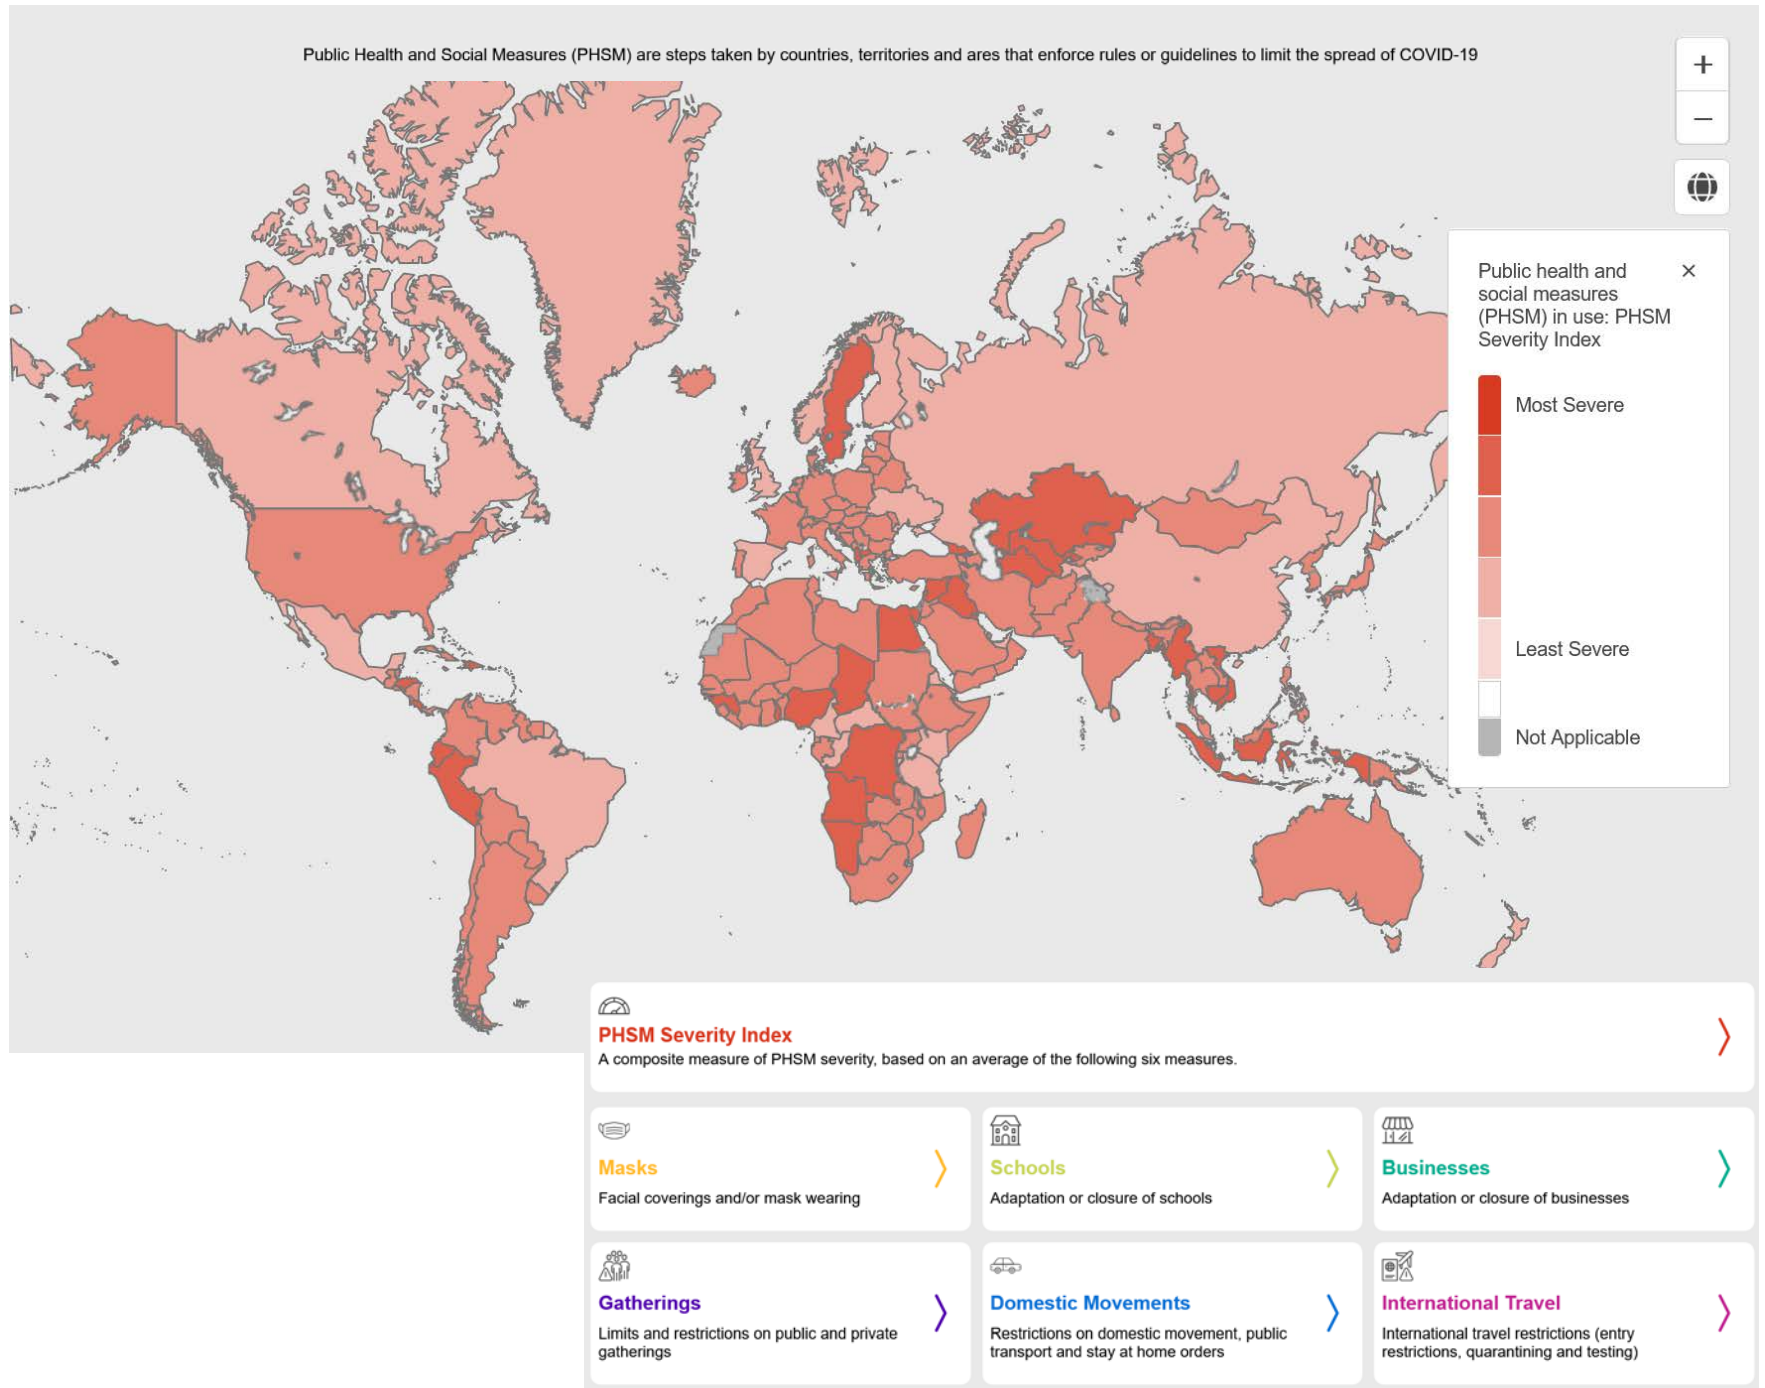 Public Health and Social Measures (PHSM) are steps taken by countries, territories and ares that enforce rules or guidelines to limit the spread of COVID-19
+
−
Public health and
social measures
(PHSM) in use: PHSM
Severity Index
×
Most Severe
Least Severe
Not Applicable
PHSM Severity Index
A composite measure of PHSM severity, based on an average of the following six measures.
Masks
Facial coverings and/or mask wearing
Schools
Adaptation or closure of schools
Businesses
Adaptation or closure of businesses
Gatherings
Limits and restrictions on public and private
gatherings
Domestic Movements
Restrictions on domestic movement, public
transport and stay at home orders
International Travel
International travel restrictions (entry
restrictions, quarantining and testing)